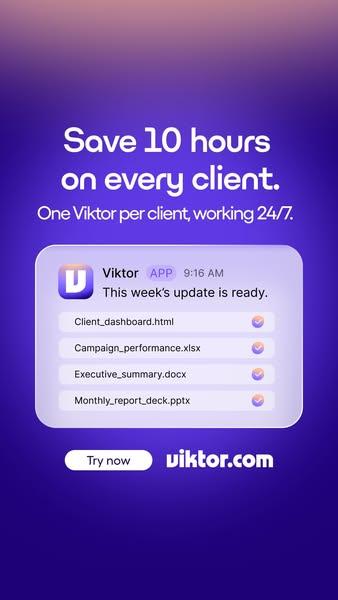 Save 10 hours
on every client.
One Viktor per client, working 24/7.
Viktor APP 9:16 AM
This week's update is ready.
Client_dashboard.html
Campaign_performance.xlsx
Executive_summary.docx
Monthly_report_deck.pptx
Try now viktor.com